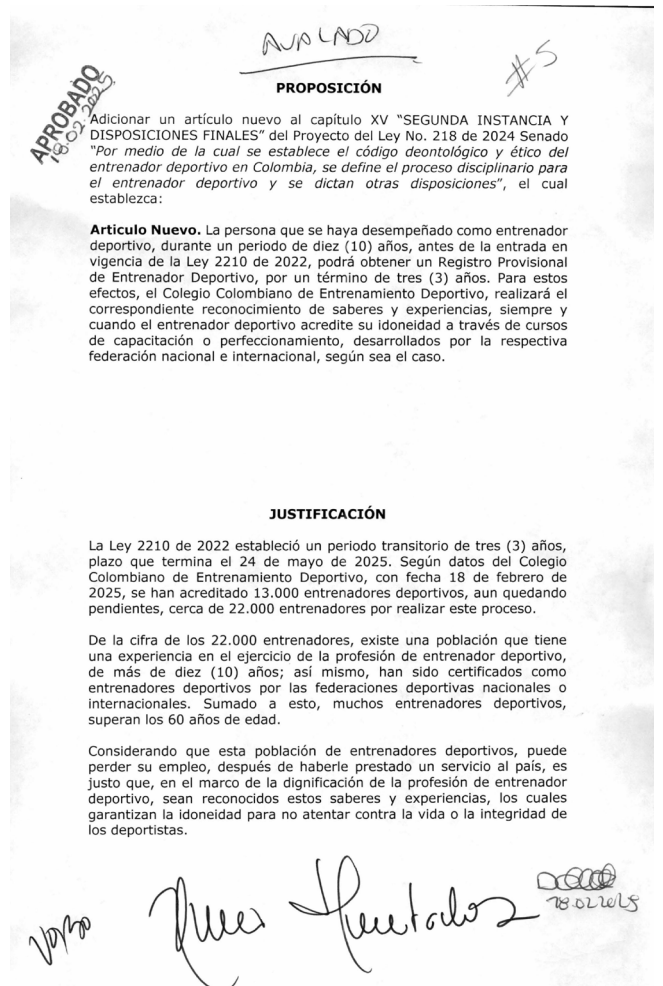 AVALADO
#5
APROBADO
18.02.2025
PROPOSICIÓN
Adicionar un artículo nuevo al capítulo XV “SEGUNDA INSTANCIA Y
DISPOSICIONES FINALES” del Proyecto del Ley No. 218 de 2024 Senado
“Por medio de la cual se establece el código deontológico y ético del
entrenador deportivo en Colombia, se define el proceso disciplinario para
el entrenador deportivo y se dictan otras disposiciones”, el cual
establezca:
Articulo Nuevo. La persona que se haya desempeñado como entrenador
deportivo, durante un periodo de diez (10) años, antes de la entrada en
vigencia de la Ley 2210 de 2022, podrá obtener un Registro Provisional
de Entrenador Deportivo, por un término de tres (3) años. Para estos
efectos, el Colegio Colombiano de Entrenamiento Deportivo, realizará el
correspondiente reconocimiento de saberes y experiencias, siempre y
cuando el entrenador deportivo acredite su idoneidad a través de cursos
de capacitación o perfeccionamiento, desarrollados por la respectiva
federación nacional e internacional, según sea el caso.
JUSTIFICACIÓN
La Ley 2210 de 2022 estableció un periodo transitorio de tres (3) años,
plazo que termina el 24 de mayo de 2025. Según datos del Colegio
Colombiano de Entrenamiento Deportivo, con fecha 18 de febrero de
2025, se han acreditado 13.000 entrenadores deportivos, aun quedando
pendientes, cerca de 22.000 entrenadores por realizar este proceso.
De la cifra de los 22.000 entrenadores, existe una población que tiene
una experiencia en el ejercicio de la profesión de entrenador deportivo,
de más de diez (10) años; así mismo, han sido certificados como
entrenadores deportivos por las federaciones deportivas nacionales o
internacionales. Sumado a esto, muchos entrenadores deportivos,
superan los 60 años de edad.
Considerando que esta población de entrenadores deportivos, puede
perder su empleo, después de haberle prestado un servicio al país, es
justo que, en el marco de la dignificación de la profesión de entrenador
deportivo, sean reconocidos estos saberes y experiencias, los cuales
garantizan la idoneidad para no atentar contra la vida o la integridad de
los deportistas.
Hurtado
18.02.2025